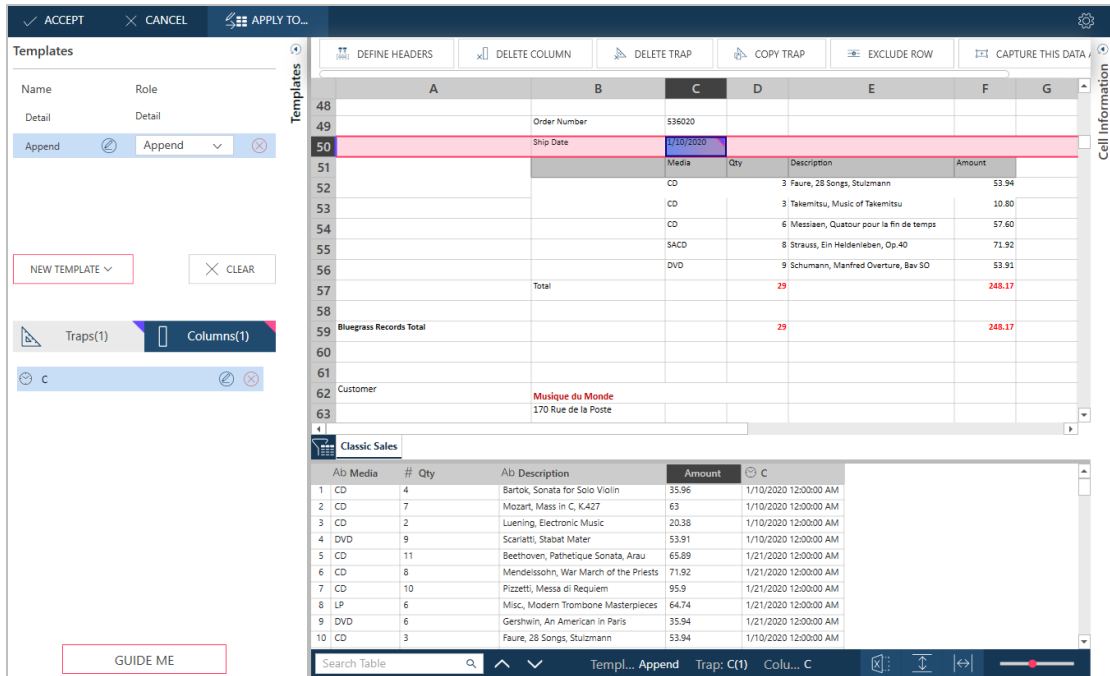 ACCEPT CANCEL APPLY TO...
Templates
Name Role
Detail Detail
Append Append
NEW TEMPLATE CLEAR
Traps(1) Columns(1)
C
GUIDE ME
Templates
DEFINE HEADERS DELETE COLUMN DELETE TRAP COPY TRAP EXCLUDE ROW CAPTURE THIS DATA
Cell Information
A B C D E F G
48
49 Order Number 536020
50 Ship Date 1/10/2020
51 Media Qty Description Amount
52 CD 3 Faure, 28 Songs, Stulzmann 53.94
53 CD 3 Takemitsu, Music of Takemitsu 10.80
54 CD 6 Messiaen, Quatour pour la fin de temps 57.60
55 SACD 8 Strauss, Ein Heldenleben, Op.40 71.92
56 DVD 9 Schumann, Manfred Overture, Bav SO 53.91
57 Total 29 248.17
58
59 Bluegrass Records Total 29 248.17
60
61
62 Customer Musique du Monde
63 170 Rue de la Poste
Classic Sales
Ab Media # Qty Ab Description Amount C
1 CD 4 Bartok, Sonata for Solo Violin 35.96 1/10/2020 12:00:00 AM
2 CD 7 Mozart, Mass in C, K.427 63 1/10/2020 12:00:00 AM
3 CD 2 Luening, Electronic Music 20.38 1/10/2020 12:00:00 AM
4 DVD 9 Scarlatti, Stabat Mater 53.91 1/10/2020 12:00:00 AM
5 CD 11 Beethoven, Pathetique Sonata, Arau 65.89 1/21/2020 12:00:00 AM
6 CD 8 Mendelssohn, War March of the Priests 71.92 1/21/2020 12:00:00 AM
7 CD 10 Pizzetti, Messa di Requiem 95.9 1/21/2020 12:00:00 AM
8 LP 6 Misc., Modern Trombone Masterpieces 64.74 1/21/2020 12:00:00 AM
9 DVD 6 Gershwin, An American in Paris 35.94 1/21/2020 12:00:00 AM
10 CD 3 Faure, 28 Songs, Stulzmann 53.94 1/10/2020 12:00:00 AM
Search Table Templ... Append Trap: C(1) Colu... C